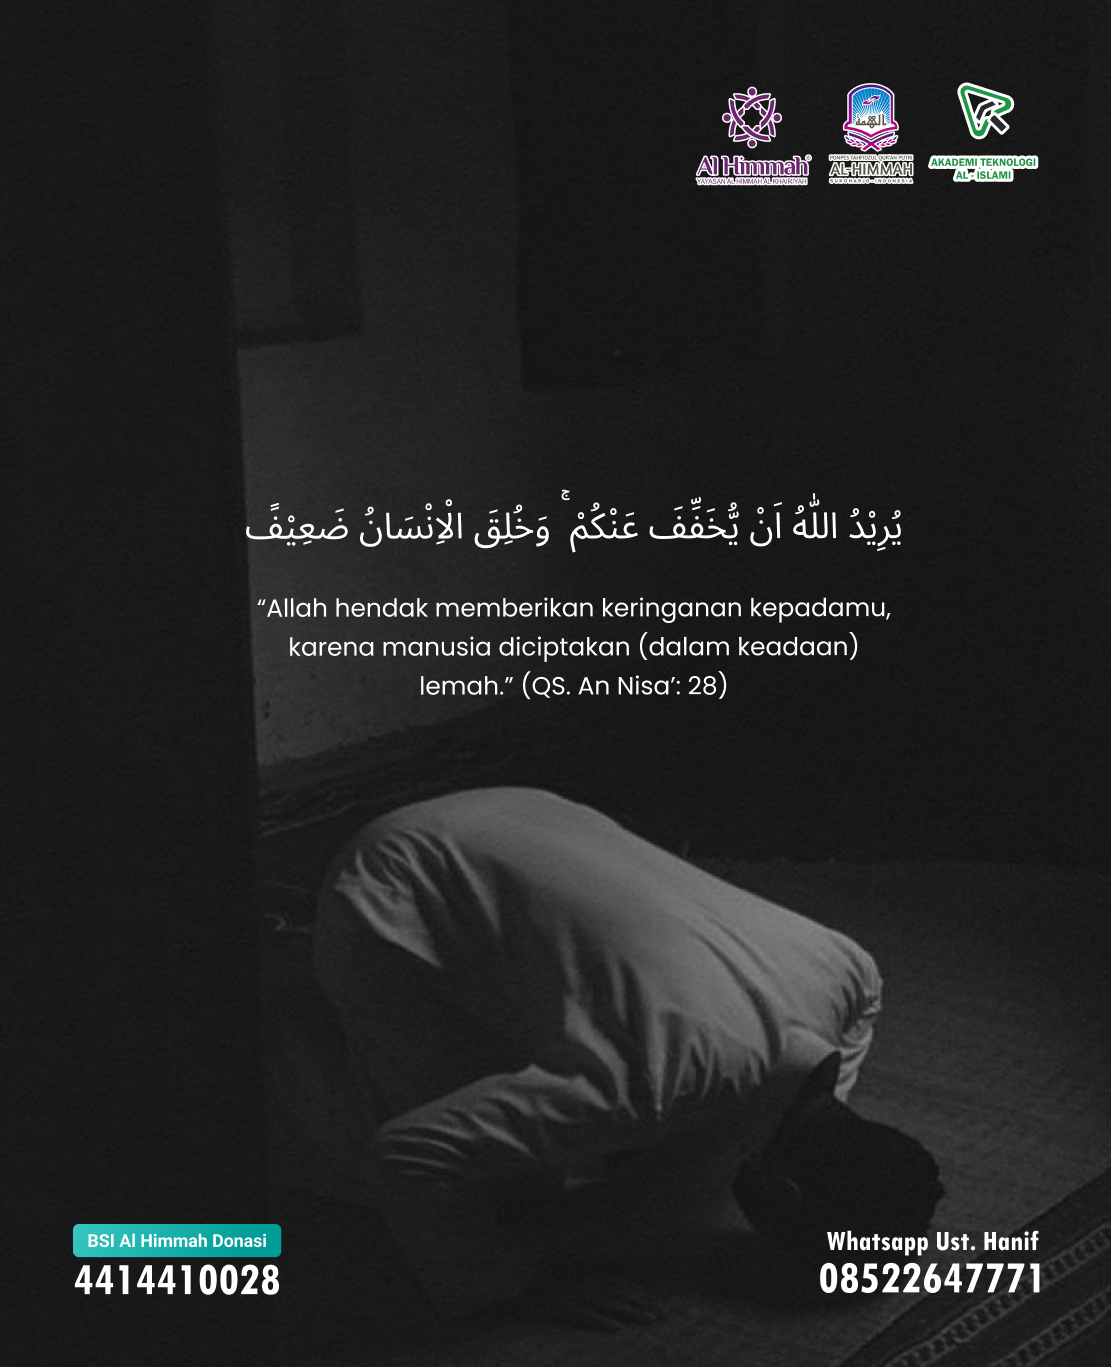 Al Himmah®
YAYASAN AL HIMMAH AL KHAIRIYAH
الهمة
PONPES TAHFIDZUL QUR'AN PUTRI
AL-HIMMAH
SUKOHARJO-INDONESIA
AKADEMI TEKNOLOGI
AL - ISLAMI
يُرِيْدُ اللّٰهُ اَنْ يُّخَفِّفَ عَنْكُمْ ۚ وَخُلِقَ الْاِنْسَانُ ضَعِيْفً
“Allah hendak memberikan keringanan kepadamu,
karena manusia diciptakan (dalam keadaan)
lemah.” (QS. An Nisa’: 28)
BSI Al Himmah Donasi
4414410028
Whatsapp Ust. Hanif
08522647771